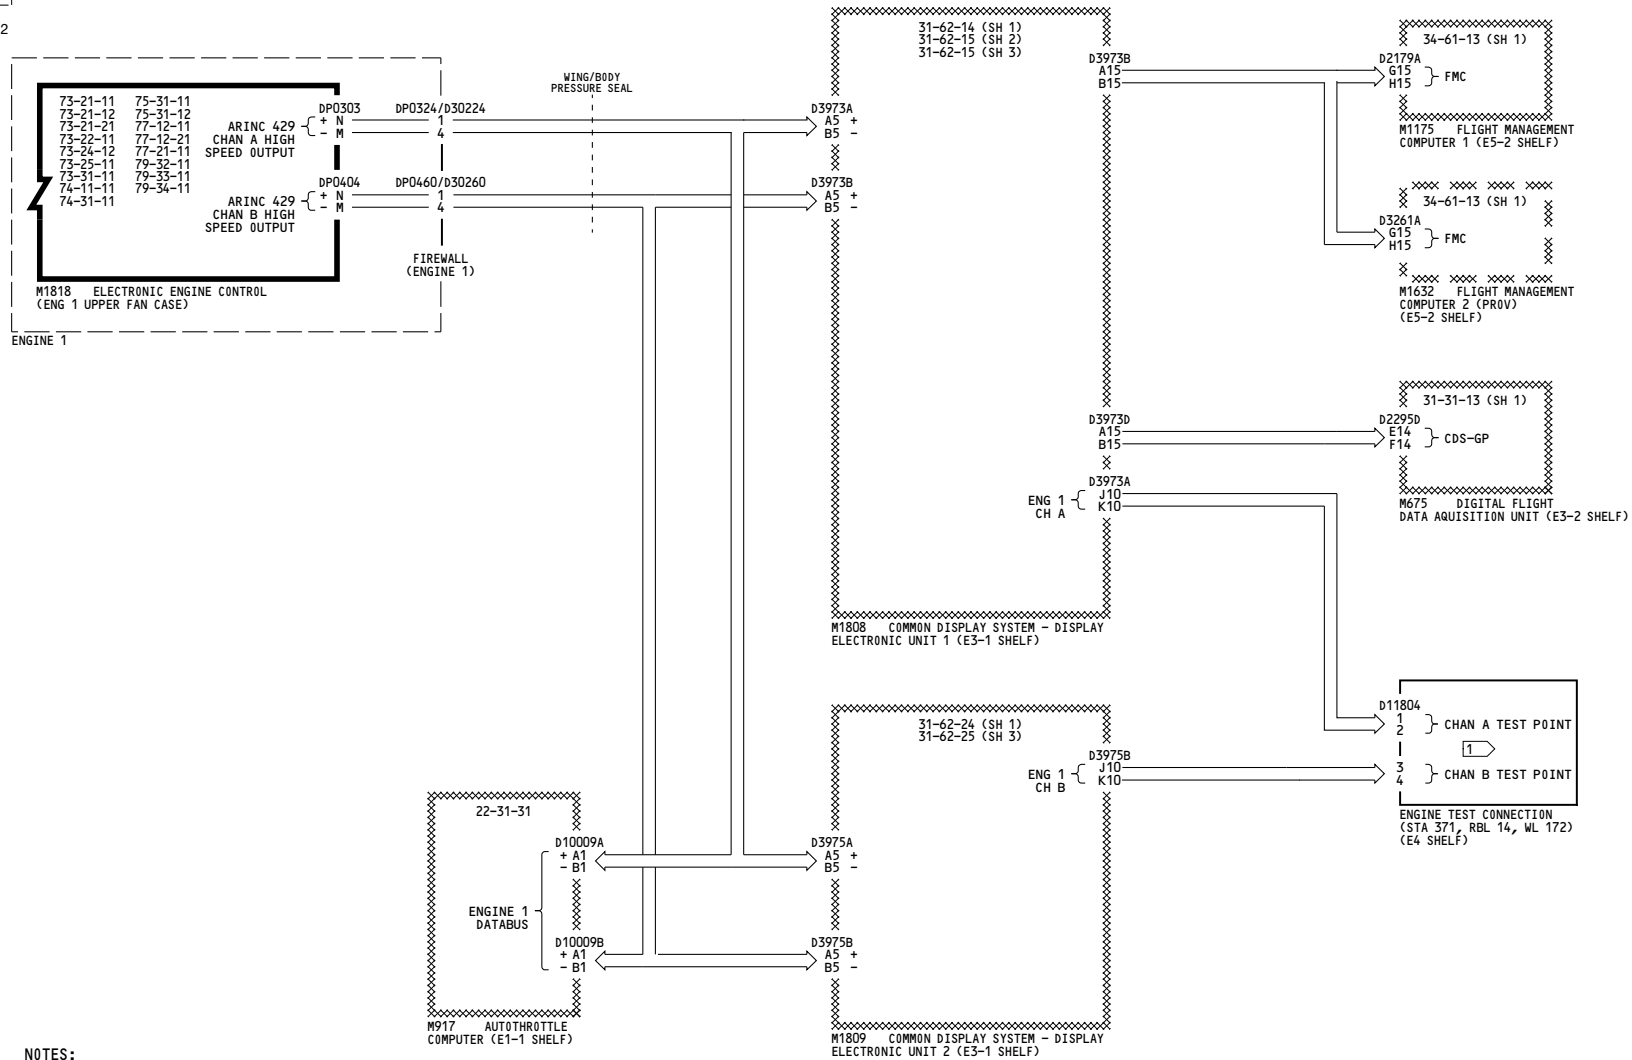 2
73-21-11 75-31-11
73-21-12 75-31-12
73-21-21 77-12-11
73-22-11 77-12-21
73-24-12 77-21-11
73-25-11 79-32-11
73-31-11 79-33-11
74-11-11 79-34-11
74-31-11
ARINC 429
CHAN A HIGH
SPEED OUTPUT
DP0303
+ N
- M
DP0324/D30224
1
4
ARINC 429
CHAN B HIGH
SPEED OUTPUT
DP0404
+ N
- M
DP0460/D30260
1
4
FIREWALL
(ENGINE 1)
M1818 ELECTRONIC ENGINE CONTROL
(ENG 1 UPPER FAN CASE)
ENGINE 1
WING/BODY
PRESSURE SEAL
31-62-14 (SH 1)
31-62-15 (SH 2)
31-62-15 (SH 3)
D3973A
A5 +
B5 -
D3973B
A5 +
B5 -
D3973B
A15
B15
D3973D
A15
B15
D3973A
ENG 1 J10
CH A K10
M1808 COMMON DISPLAY SYSTEM - DISPLAY
ELECTRONIC UNIT 1 (E3-1 SHELF)
34-61-13 (SH 1)
D2179A
G15
H15
FMC
M1175 FLIGHT MANAGEMENT
COMPUTER 1 (E5-2 SHELF)
34-61-13 (SH 1)
D3261A
G15
H15
FMC
M1632 FLIGHT MANAGEMENT
COMPUTER 2 (PROV)
(E5-2 SHELF)
31-31-13 (SH 1)
D2295D
E14
F14
CDS-GP
M675 DIGITAL FLIGHT
DATA AQUISITION UNIT (E3-2 SHELF)
D11804
1
2
CHAN A TEST POINT
1
3
4
CHAN B TEST POINT
ENGINE TEST CONNECTION
(STA 371, RBL 14, WL 172)
(E4 SHELF)
31-62-24 (SH 1)
31-62-25 (SH 3)
D3975B
ENG 1 J10
CH B K10
D3975A
A5 +
B5 -
D3975B
A5 +
B5 -
M1809 COMMON DISPLAY SYSTEM - DISPLAY
ELECTRONIC UNIT 2 (E3-1 SHELF)
22-31-31
D10009A
+ A1
- B1
ENGINE 1
DATABUS
D10009B
+ A1
- B1
M917 AUTOTHROTTLE
COMPUTER (E1-1 SHELF)
NOTES: